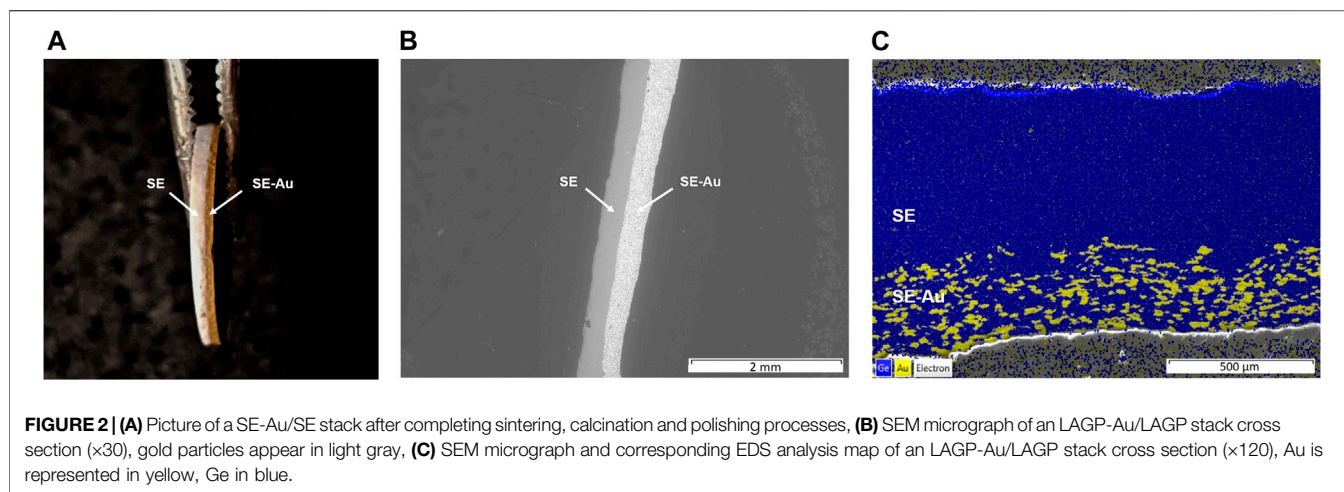 A
B
C
SE
SE-Au
SE
SE-Au
2 mm
SE
SE-Au
Ge
Au
Electron
500 µm
FIGURE 2 | (A) Picture of a SE-Au/SE stack after completing sintering, calcination and polishing processes, (B) SEM micrograph of an LAGP-Au/LAGP stack cross
section (×30), gold particles appear in light gray, (C) SEM micrograph and corresponding EDS analysis map of an LAGP-Au/LAGP stack cross section (×120), Au is
represented in yellow, Ge in blue.